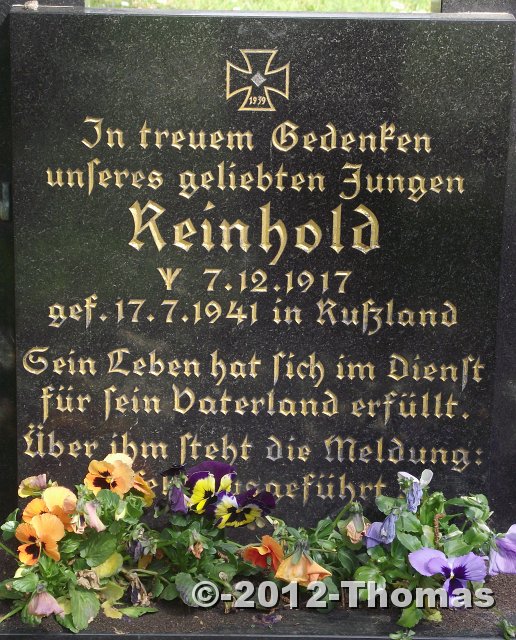 1939
In treuem Gedenken
unseres geliebten Jungen
Reinhold
ᛉ 7.12.1917
gef. 17.7.1941 in Rußland
Sein Leben hat sich im Dienst
für sein Vaterland erfüllt.
Über ihm steht die Meldung:
©-2012-Thomas